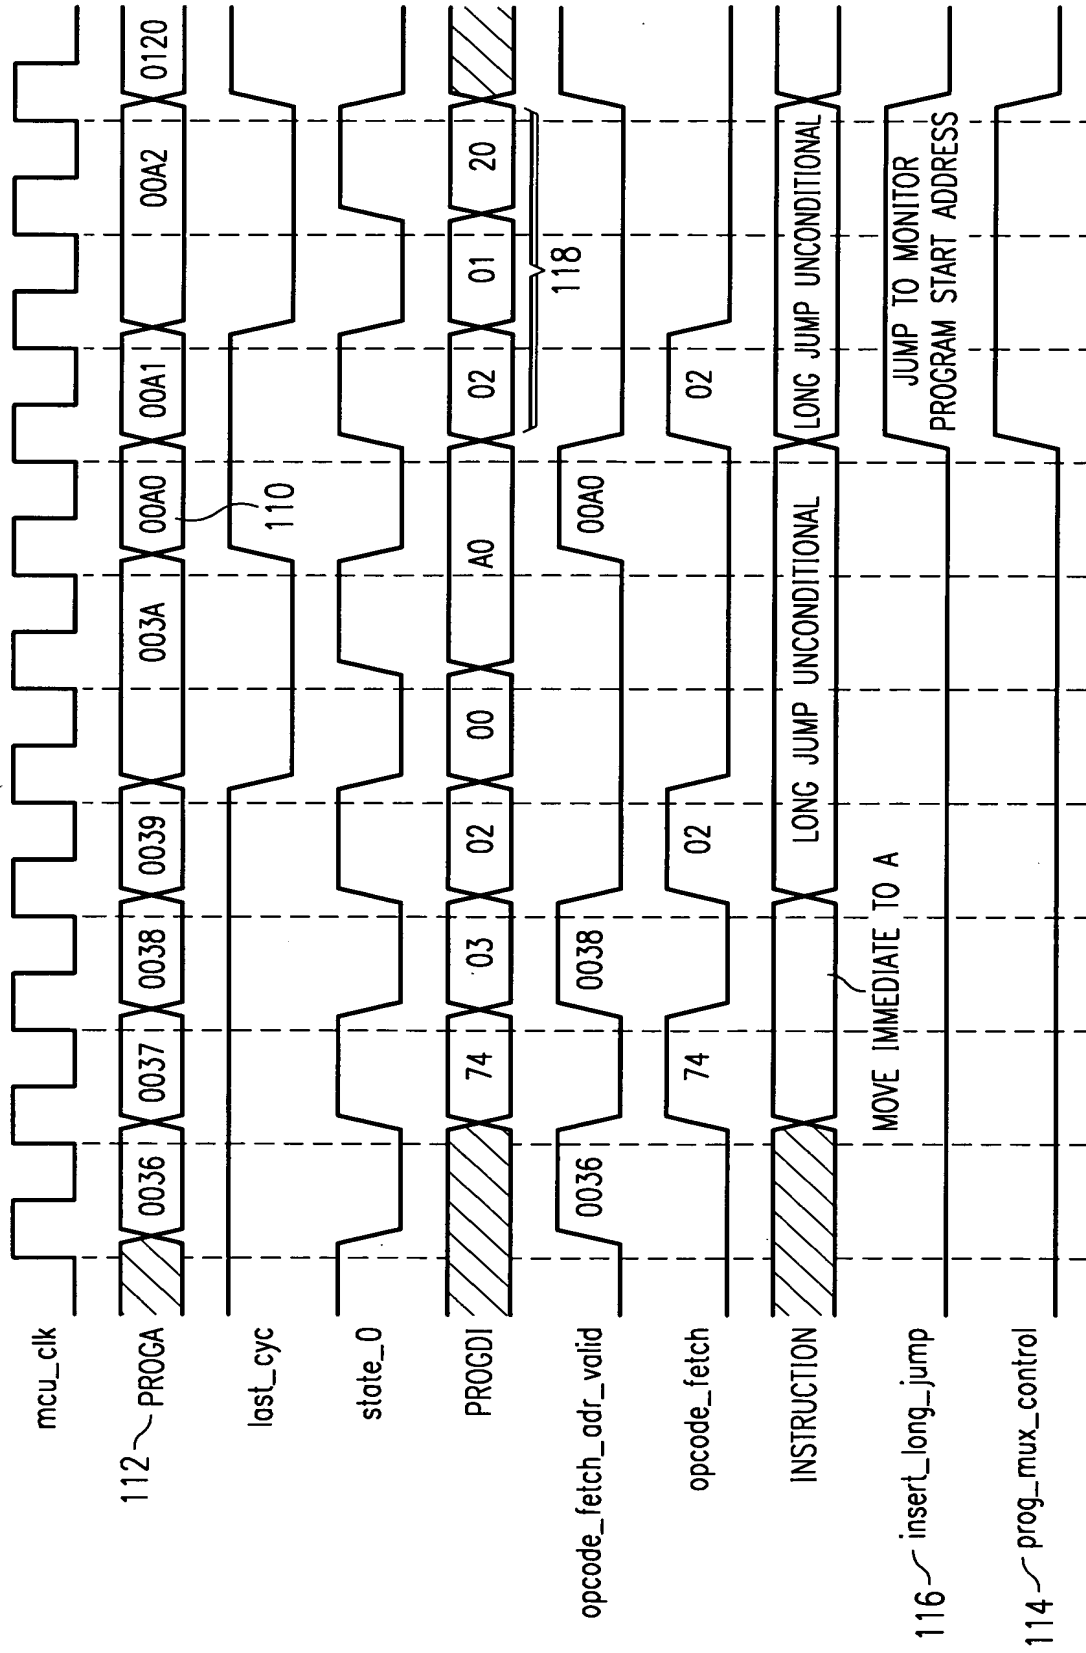 mcu_clk
112 PROGA 0036 0037 0038 0039 003A 00A0 00A1 00A2 0120
110
last_cyc
state_0
PROGDI 74 03 02 00 A0 02 01 20
118
opcode_fetch_adr_valid 0036 0038 00A0
opcode_fetch 74 02 02
INSTRUCTION LONG JUMP UNCONDITIONAL LONG JUMP UNCONDITIONAL
MOVE IMMEDIATE TO A
JUMP TO MONITOR
PROGRAM START ADDRESS
116 insert_long_jump
114 prog_mux_control